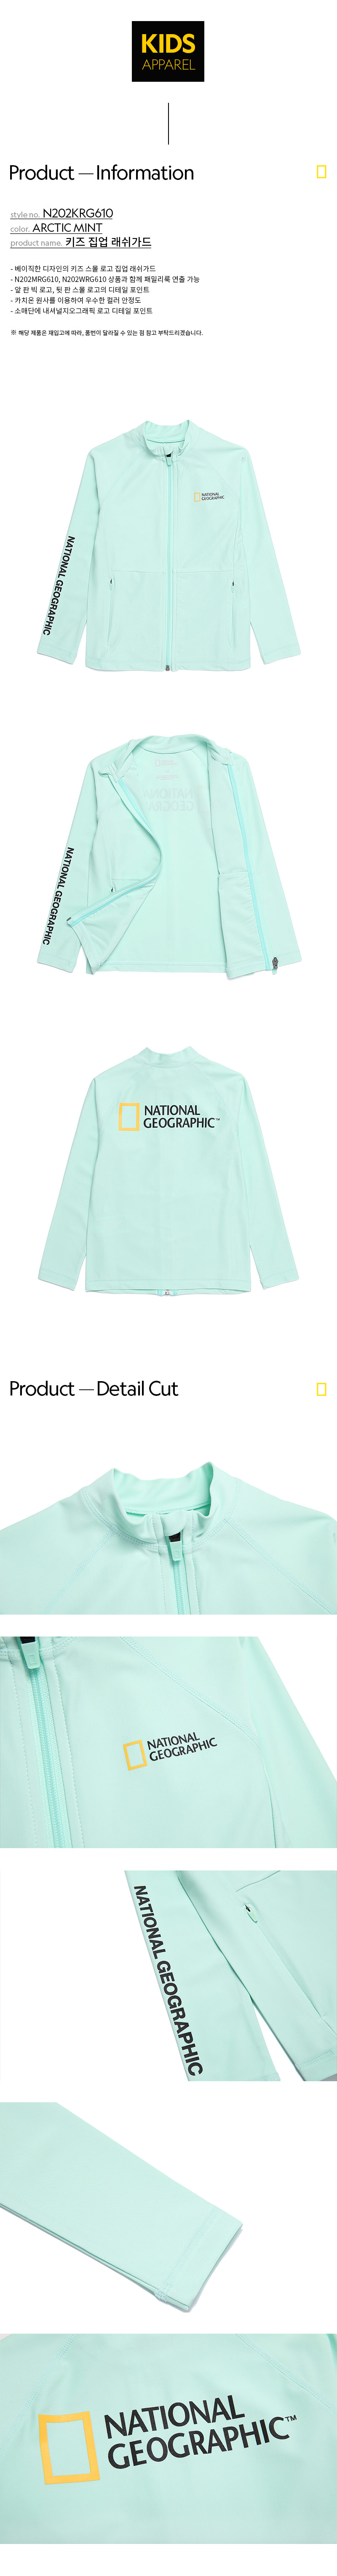 KIDS
APPAREL
Product — Information
style no. N202KRG610
color. ARCTIC MINT
product name. 키즈 집업 래쉬가드
- 베이직한 디자인의 키즈 스몰 로고 집업 래쉬가드
- N202MRG610, N202WRG610 상품과 함께 패밀리룩 연출 가능
- 앞 판 빅 로고, 뒷 판 스몰 로고의 디테일 포인트
- 카치온 원사를 이용하여 우수한 컬러 안정도
- 소매단에 내셔널지오그래픽 로고 디테일 포인트
※ 해당 제품은 재입고에 따라, 품번이 달라질 수 있는 점 참고 부탁드리겠습니다.
NATIONAL
GEOGRAPHIC
NATIONAL GEOGRAPHIC
NATIONAL GEOGRAPHIC
NATIONAL
GEOGRAPHIC™
Product — Detail Cut
NATIONAL
GEOGRAPHIC
NATIONAL GEOGRAPHIC
NATIONAL
GEOGRAPHIC™